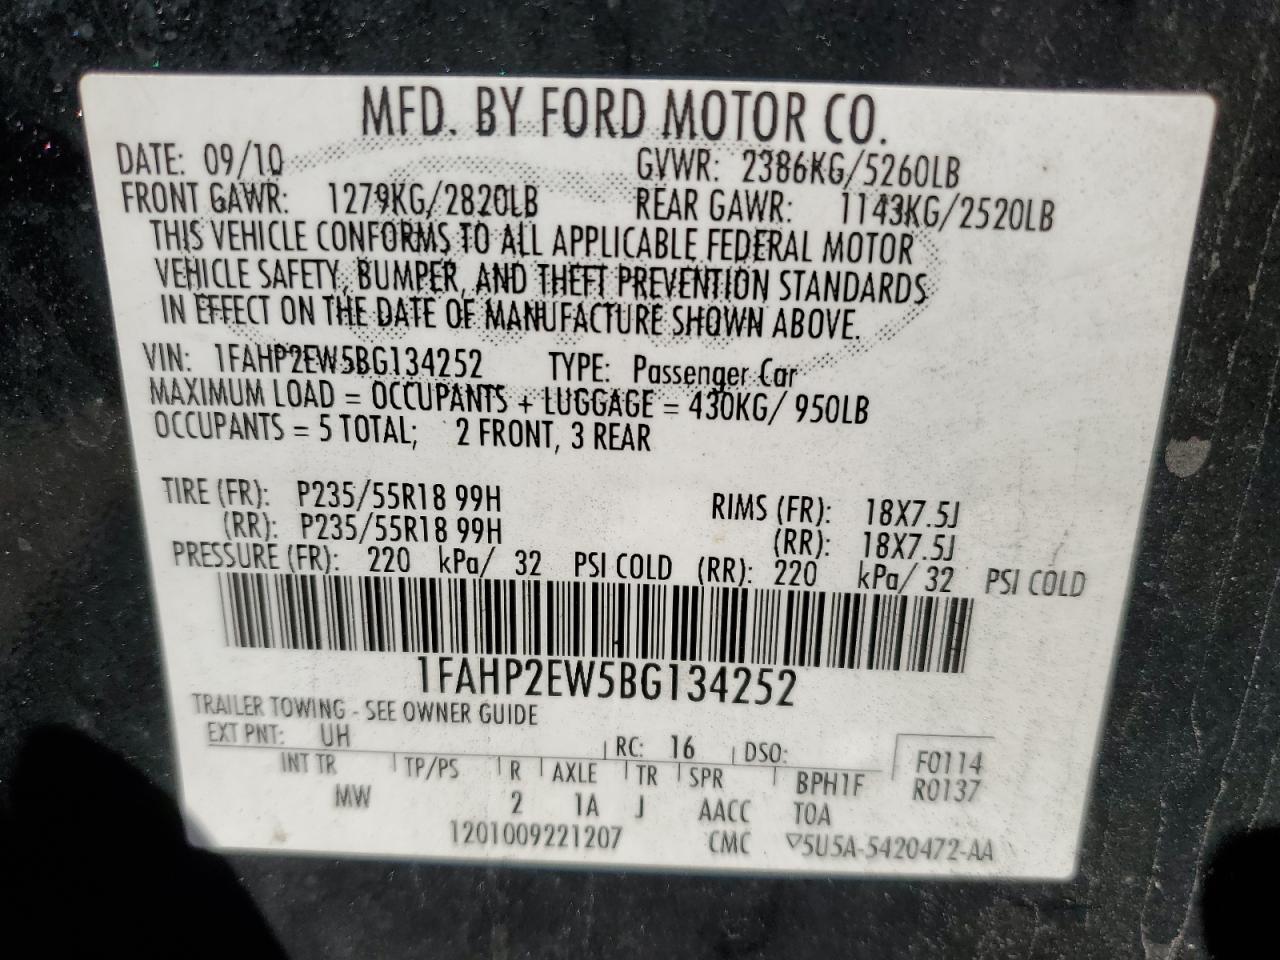 MFD. BY FORD MOTOR CO.
DATE: 09/10 GVWR: 2386KG/5260LB
FRONT GAWR: 1279KG/2820LB REAR GAWR: 1143KG/2520LB
THIS VEHICLE CONFORMS TO ALL APPLICABLE FEDERAL MOTOR
VEHICLE SAFETY, BUMPER, AND THEFT PREVENTION STANDARDS
IN EFFECT ON THE DATE OF MANUFACTURE SHOWN ABOVE.
VIN: 1FAHP2EW5BG134252 TYPE: Passenger Car
MAXIMUM LOAD = OCCUPANTS + LUGGAGE = 430KG/ 950LB
OCCUPANTS = 5 TOTAL; 2 FRONT, 3 REAR
TIRE (FR): P235/55R18 99H RIMS (FR): 18X7.5J
(RR): P235/55R18 99H (RR): 18X7.5J
PRESSURE (FR): 220 kPa/ 32 PSI COLD (RR): 220 kPa/ 32 PSI COLD
1FAHP2EW5BG134252
TRAILER TOWING - SEE OWNER GUIDE
EXT PNT: UH RC: 16 DSO: F0114
INT TR TP/PS R AXLE TR SPR BPH1F R0137
MW 2 1A J AACC TOA
1201009221207 CMC ▽5U5A-5420472-AA